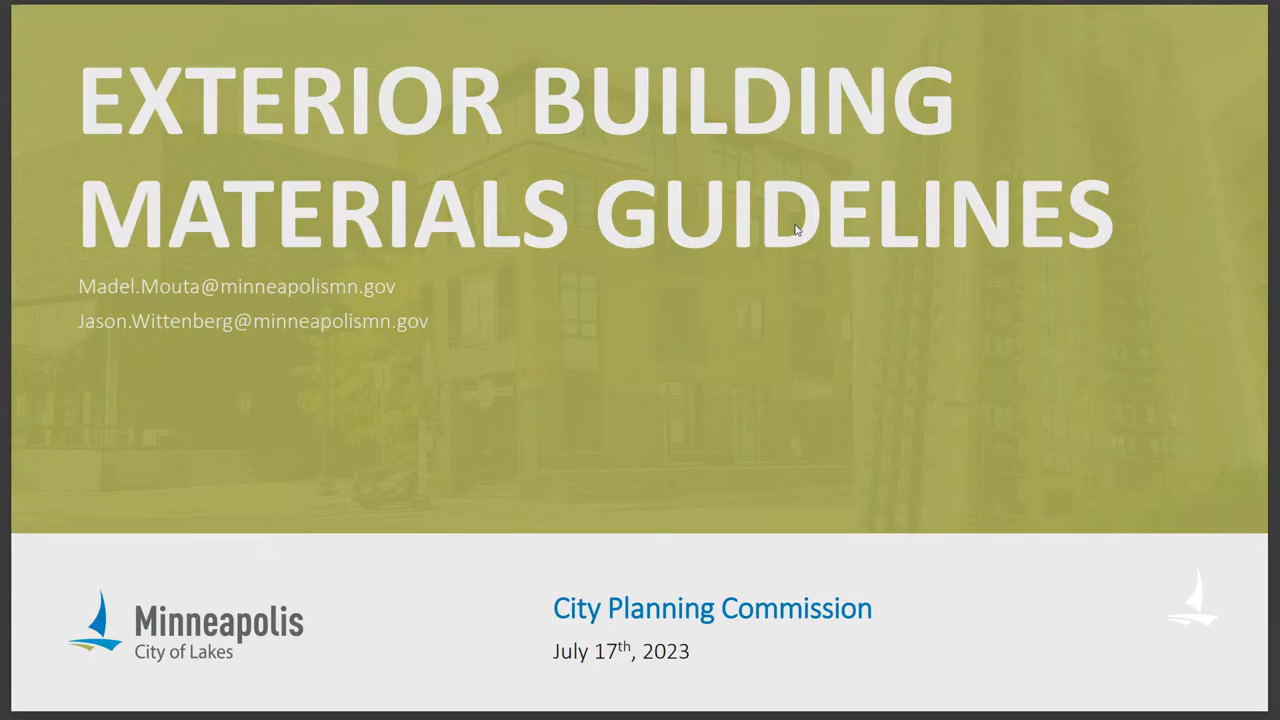 EXTERIOR BUILDING
MATERIALS GUIDELINES
Madel.Mouta@minneapolismn.gov
Jason.Wittenberg@minneapolismn.gov
Minneapolis
City of Lakes
City Planning Commission
July 17th, 2023